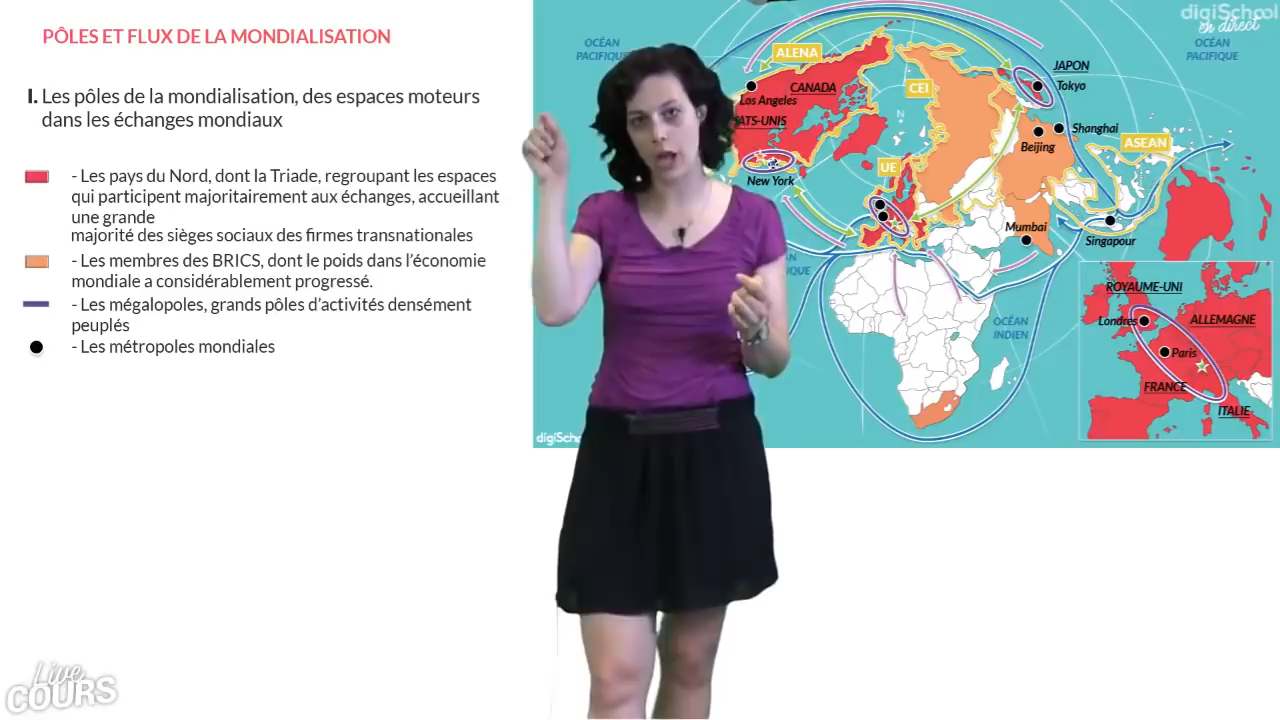 PÔLES ET FLUX DE LA MONDIALISATION
I. Les pôles de la mondialisation, des espaces moteurs
dans les échanges mondiaux
- Les pays du Nord, dont la Triade, regroupant les espaces
qui participent majoritairement aux échanges, accueillant
une grande
majorité des sièges sociaux des firmes transnationales
- Les membres des BRICS, dont le poids dans l'économie
mondiale a considérablement progressé.
- Les mégalopoles, grands pôles d'activités densément
peuplés
- Les métropoles mondiales
Live
COURS
digiSchool
en direct
OCÉAN
PACIFIQUE
OCÉAN
PACIFIQUE
ALENA
CANADA
Los Angeles
ATS-UNIS
New York
CEI
UE
JAPON
Tokyo
Shanghai
Beijing
ASEAN
Mumbai
Singapour
IQUE
OCÉAN
INDIEN
N
ROYAUME-UNI
Londres
ALLEMAGNE
Paris
FRANCE
ITALIE
digiSch